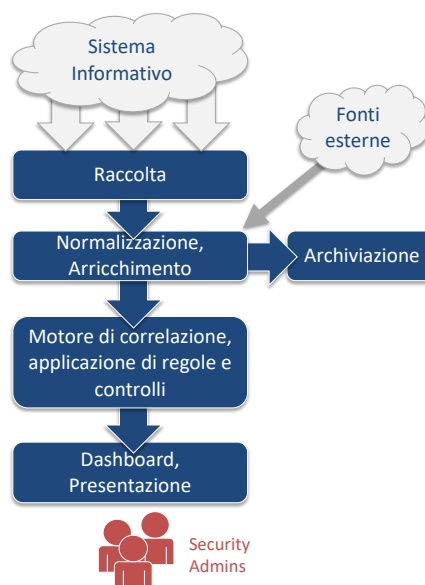 Sistema
Informativo
Fonti
esterne
Raccolta
Normalizzazione,
Arricchimento
Archiviazione
Motore di correlazione,
applicazione di regole e
controlli
Dashboard,
Presentazione
Security
Admins